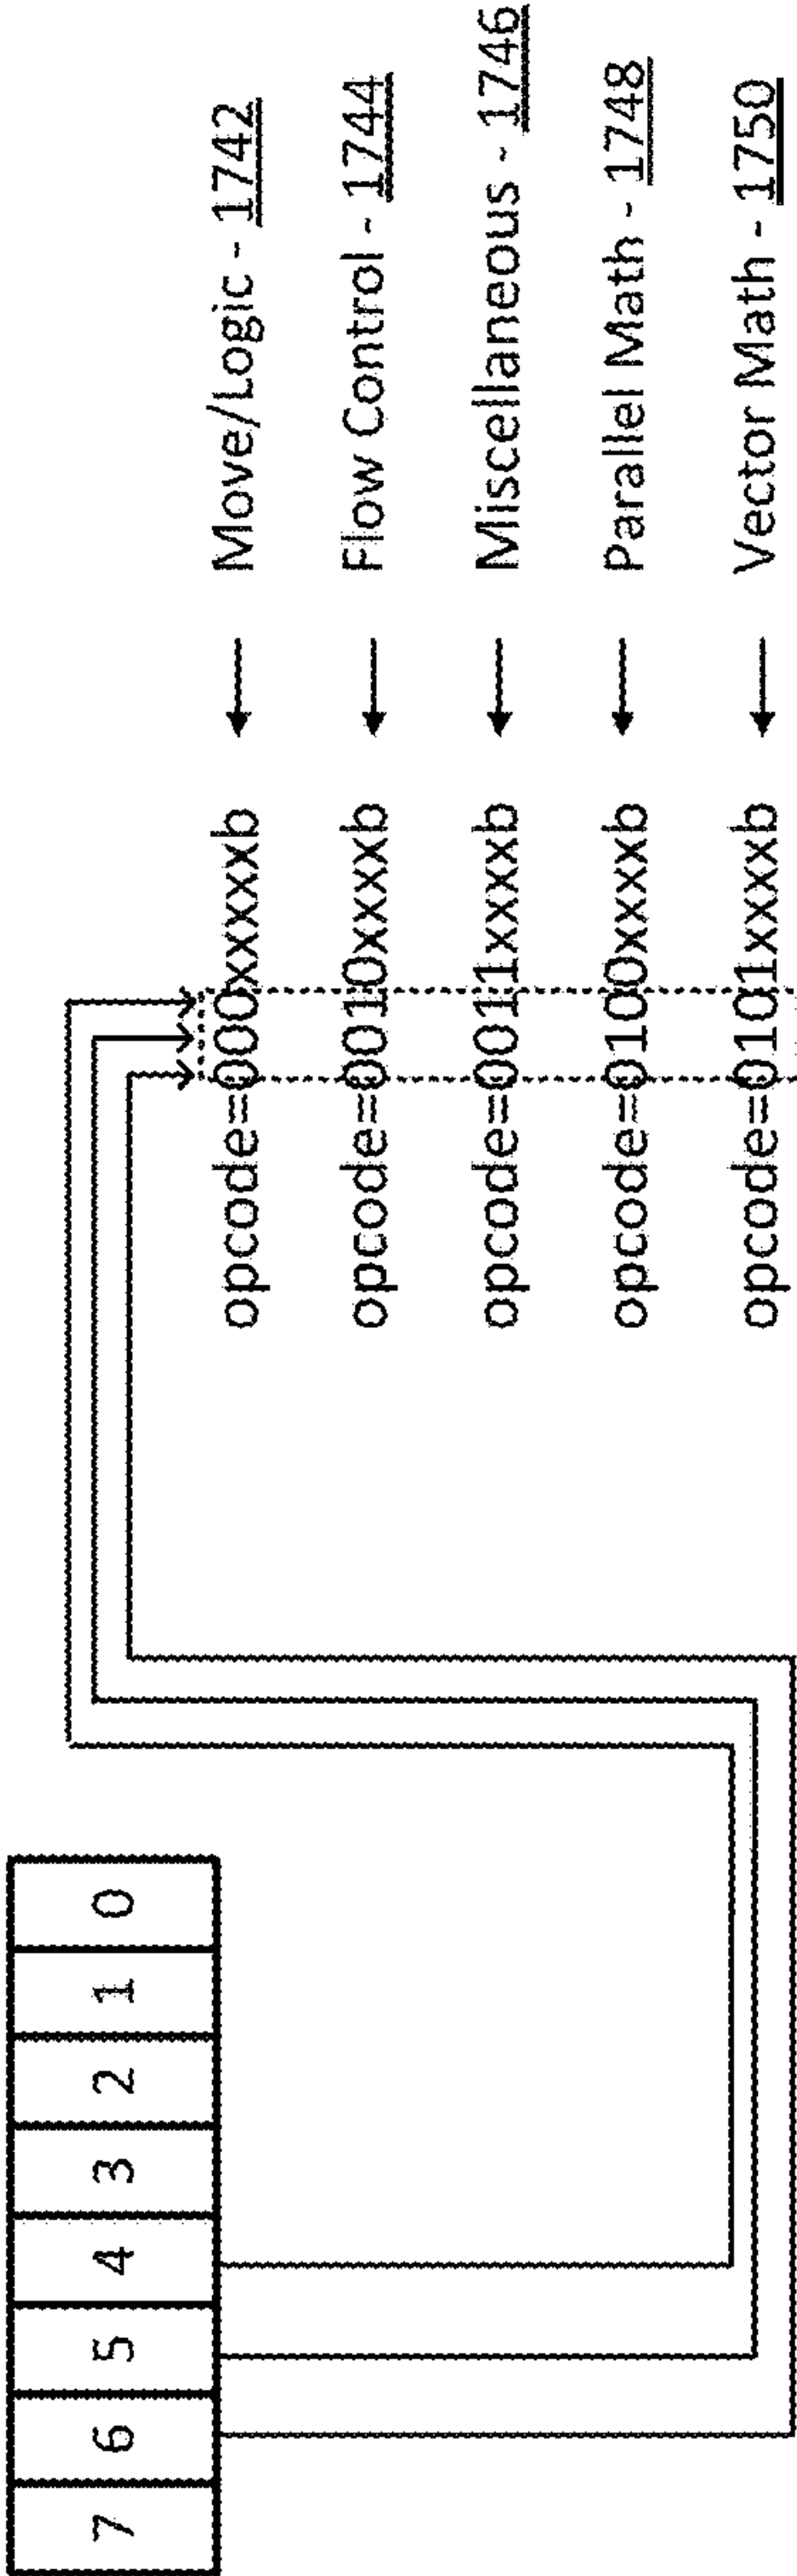 7 6 5 4 3 2 1 0
opcode=000xxxxxb Move/Logic - 1742
opcode=0010xxxxb Flow Control - 1744
opcode=0011xxxxb Miscellaneous - 1746
opcode=0100xxxxb Parallel Math - 1748
opcode=0101xxxxb Vector Math - 1750